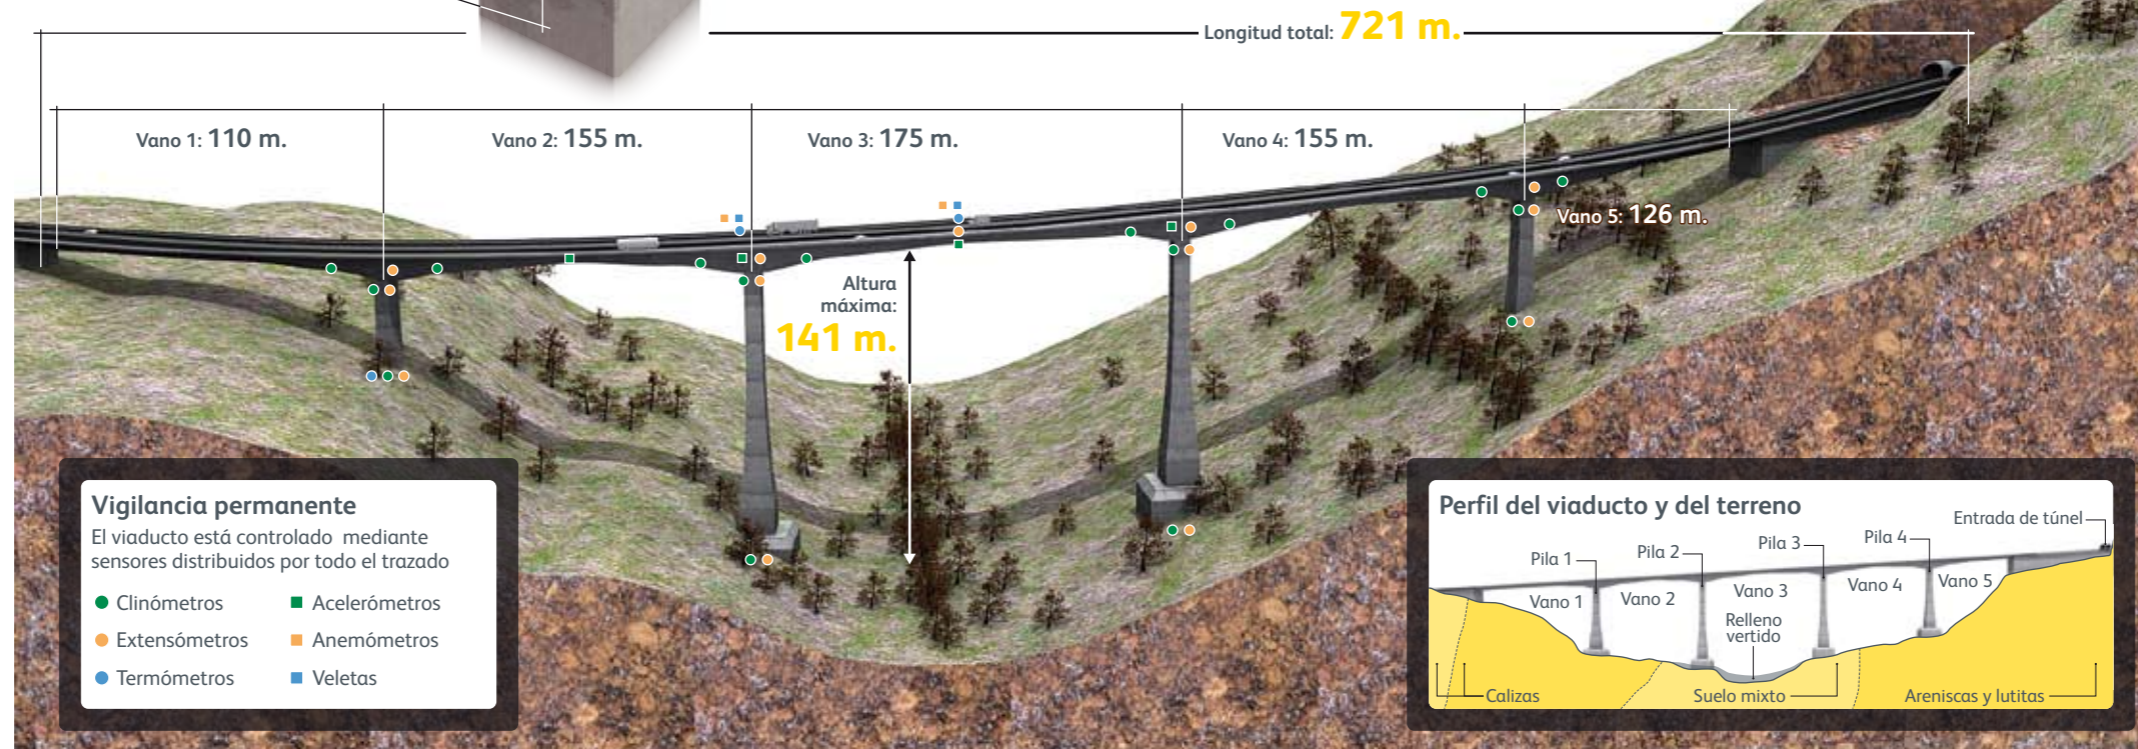 Longitud total: 721 m.
Vano 1: 110 m.
Vano 2: 155 m.
Vano 3: 175 m.
Vano 4: 155 m.
Vano 5: 126 m.
Altura
máxima:
141 m.
Vigilancia permanente
El viaducto está controlado mediante
sensores distribuidos por todo el trazado
Clinómetros
Acelerómetros
Extensómetros
Anemómetros
Termómetros
Veletas
Perfil del viaducto y del terreno
Entrada de túnel
Pila 1
Pila 2
Pila 3
Pila 4
Vano 1
Vano 2
Vano 3
Vano 4
Vano 5
Relleno
vertido
Calizas
Suelo mixto
Areniscas y lutitas